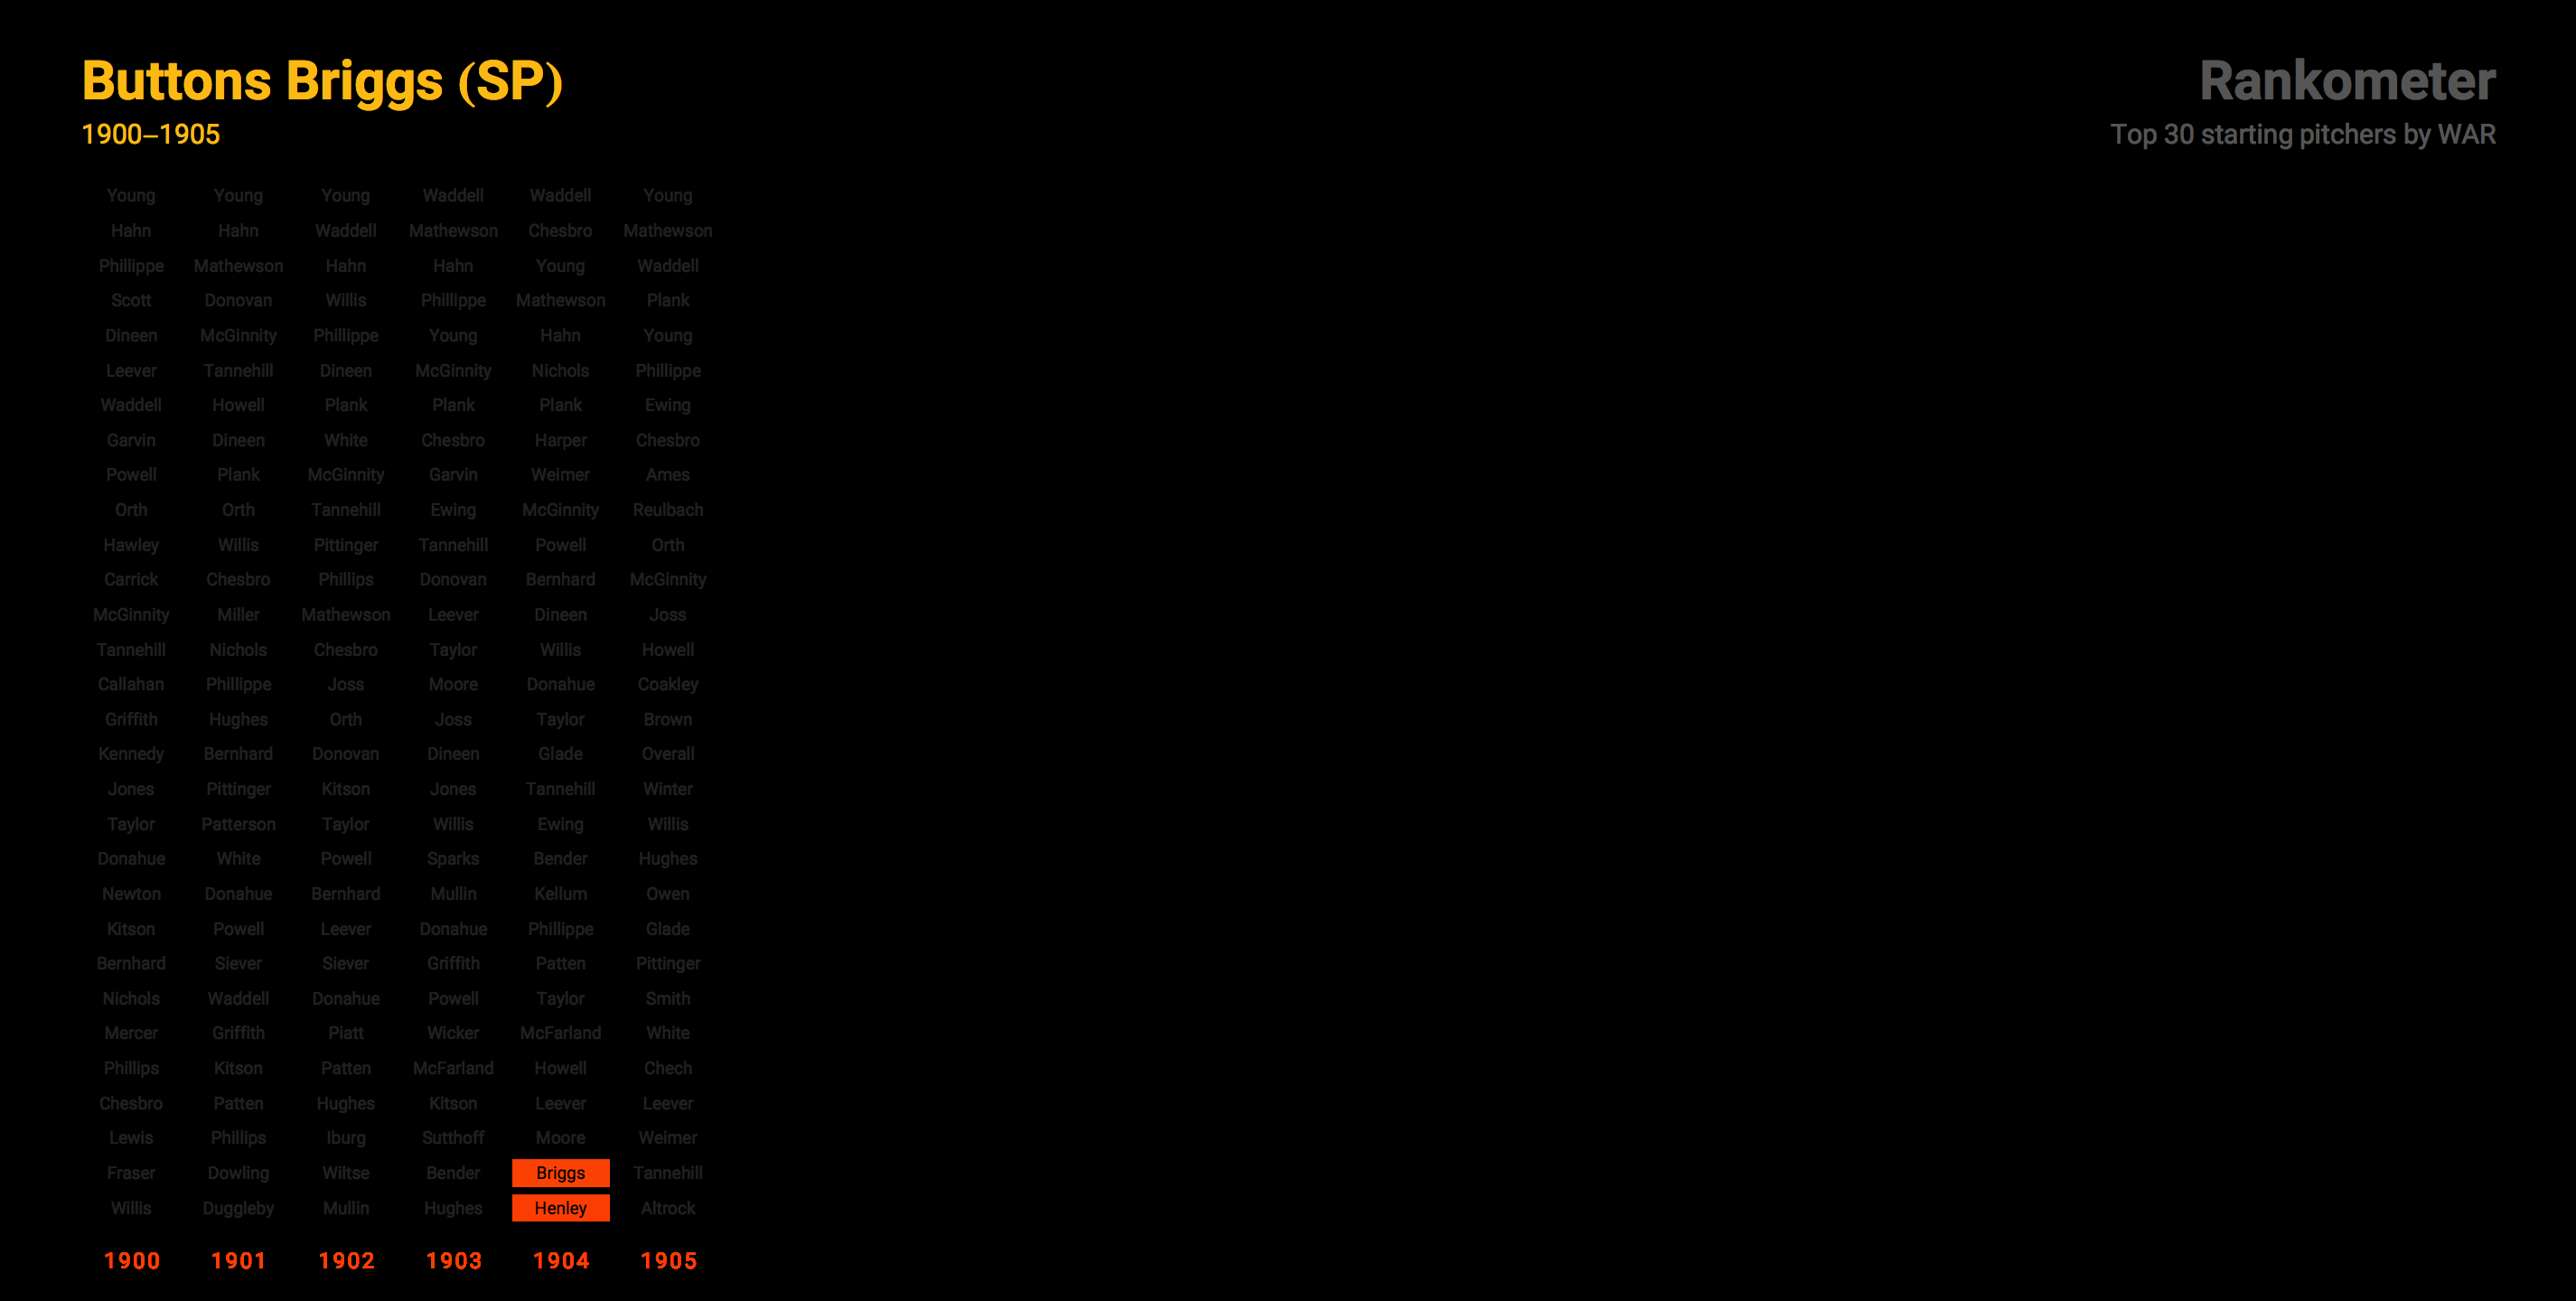 Buttons Briggs (SP)
1900–1905
Rankometer
Top 30 starting pitchers by WAR
Young Young Young Waddell Waddell Young
Hahn Hahn Waddell Mathewson Chesbro Mathewson
Phillippe Mathewson Hahn Hahn Young Waddell
Scott Donovan Willis Phillippe Mathewson Plank
Dineen McGinnity Phillippe Young Hahn Young
Leever Tannehill Dineen McGinnity Nichols Phillippe
Waddell Howell Plank Plank Plank Ewing
Garvin Dineen White Chesbro Harper Chesbro
Powell Plank McGinnity Garvin Weimer Ames
Orth Orth Tannehill Ewing McGinnity Reulbach
Hawley Willis Pittinger Tannehill Powell Orth
Carrick Chesbro Phillips Donovan Bernhard McGinnity
McGinnity Miller Mathewson Leever Dineen Joss
Tannehill Nichols Chesbro Taylor Willis Howell
Callahan Phillippe Joss Moore Donahue Coakley
Griffith Hughes Orth Joss Taylor Brown
Kennedy Bernhard Donovan Dineen Glade Overall
Jones Pittinger Kitson Jones Tannehill Winter
Taylor Patterson Taylor Willis Ewing Willis
Donahue White Powell Sparks Bender Hughes
Newton Donahue Bernhard Mullin Kellum Owen
Kitson Powell Leever Donahue Phillippe Glade
Bernhard Siever Siever Griffith Patten Pittinger
Nichols Waddell Donahue Powell Taylor Smith
Mercer Griffith Piatt Wicker McFarland White
Phillips Kitson Patten McFarland Howell Chech
Chesbro Patten Hughes Kitson Leever Leever
Lewis Phillips Iburg Sutthoff Moore Weimer
Fraser Dowling Wiltse Bender Briggs Tannehill
Willis Duggleby Mullin Hughes Henley Altrock
1900 1901 1902 1903 1904 1905